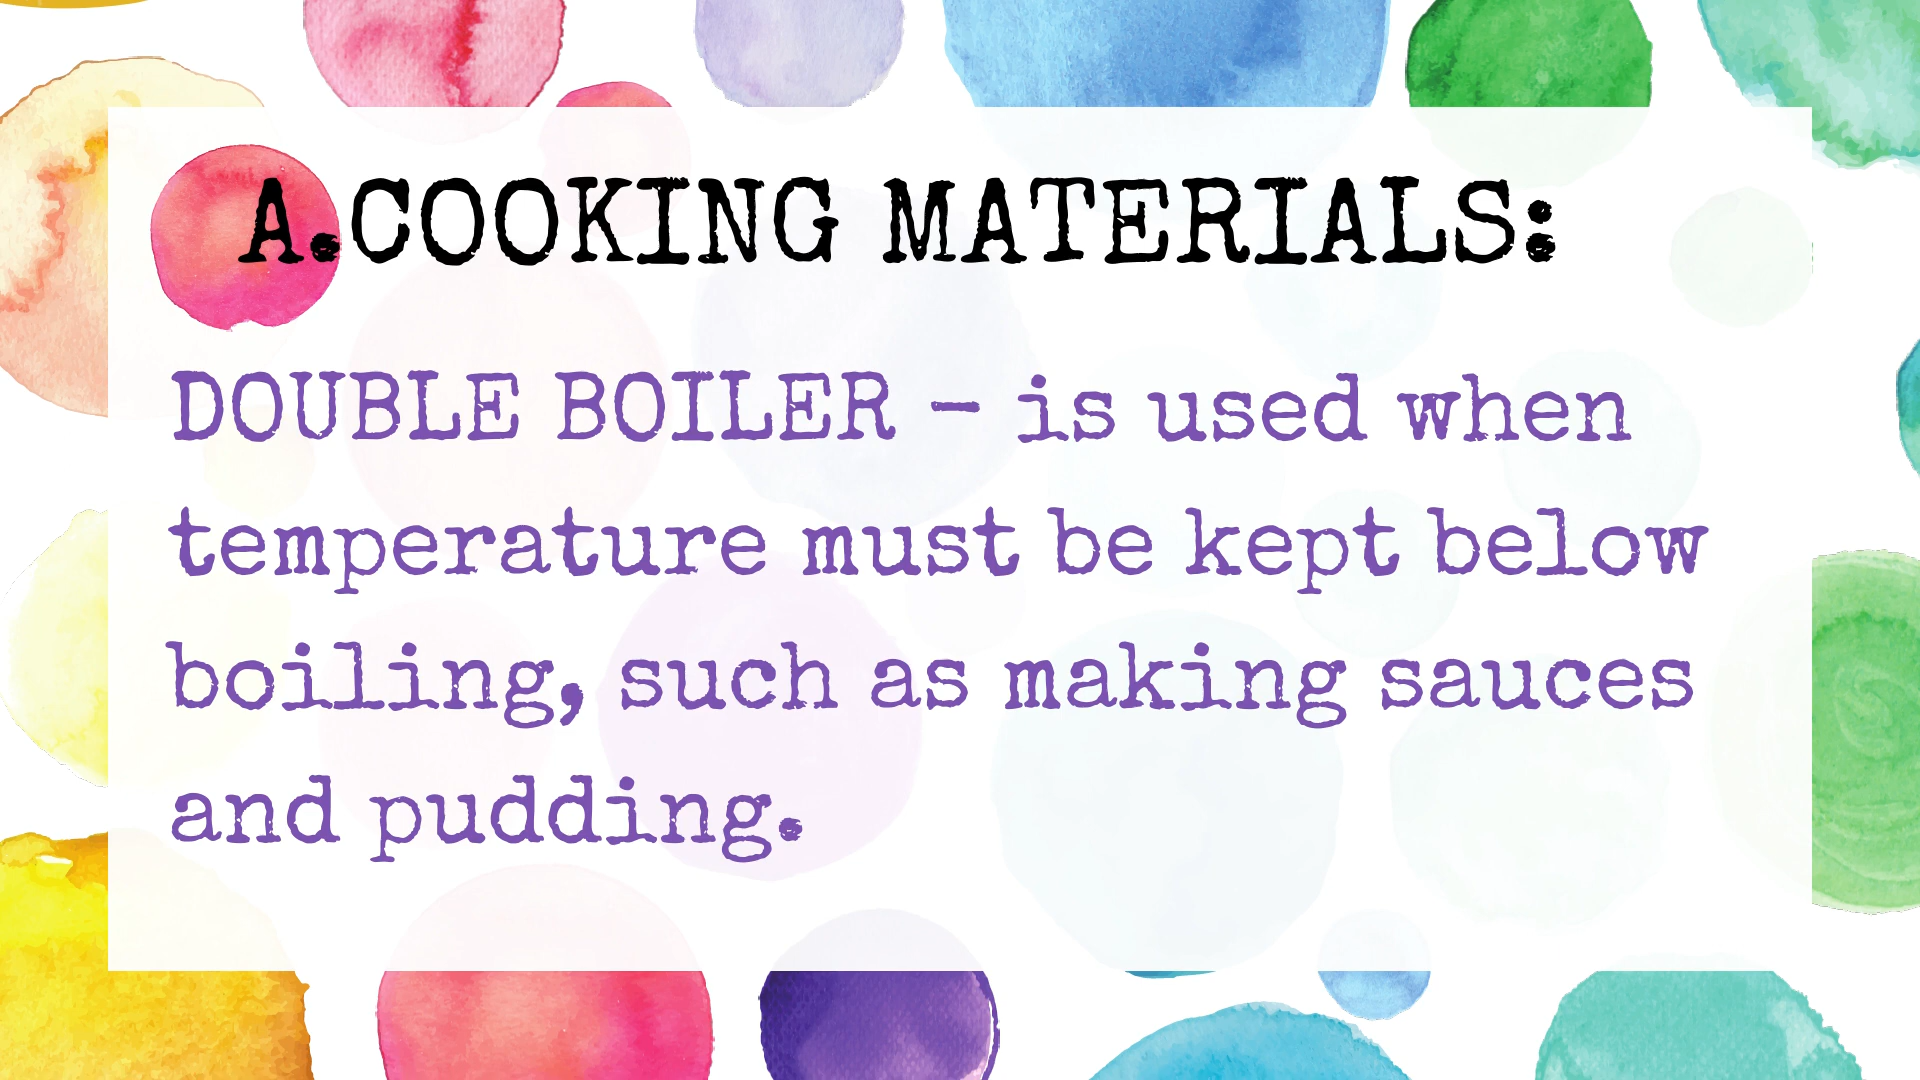 A.COOKING MATERIALS:
DOUBLE BOILER – is used when
temperature must be kept below
boiling, such as making sauces
and pudding.